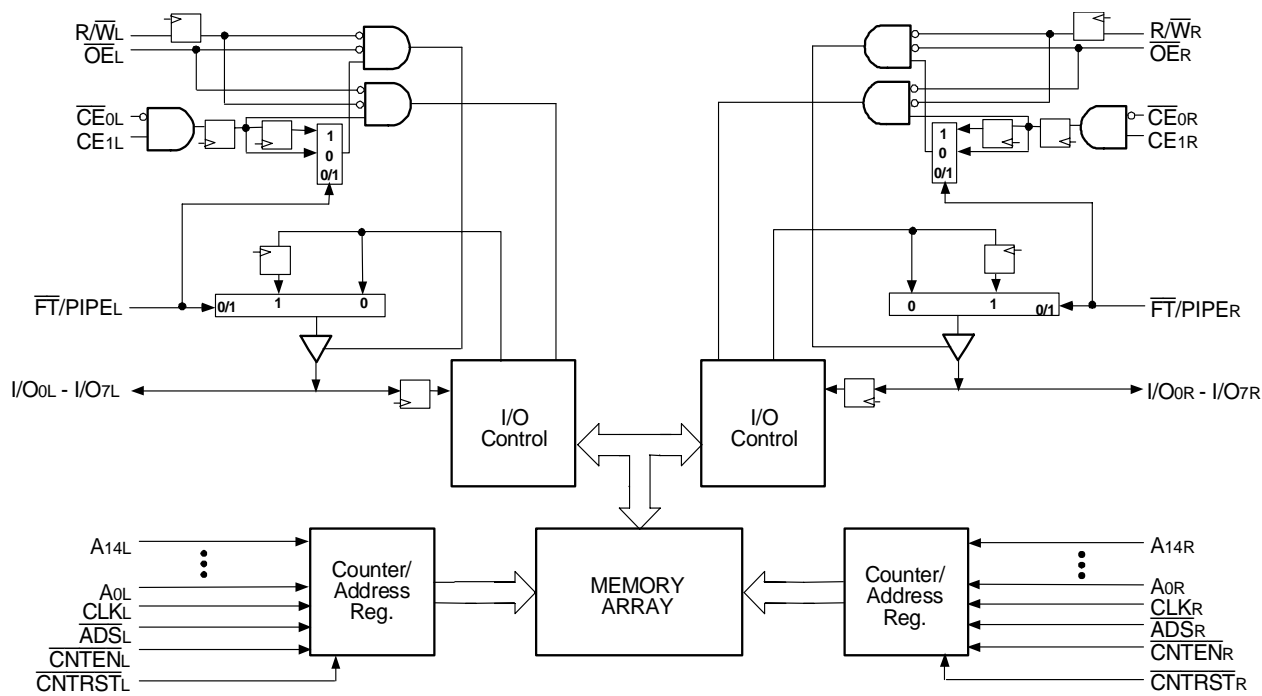 R/W̅L
O̅E̅L
C̅E̅0L
CE1L
1
0
0/1
F̅T̅/PIPEL
0/1
1
0
I/O0L - I/O7L
I/O
Control
R/W̅R
O̅E̅R
C̅E̅0R
CE1R
1
0
0/1
0
1
0/1
F̅T̅/PIPER
I/O
Control
I/O0R - I/O7R
A14L
A0L
CLKL
A̅D̅S̅L
C̅N̅T̅E̅N̅L
C̅N̅T̅R̅S̅T̅L
Counter/
Address
Reg.
MEMORY
ARRAY
Counter/
Address
Reg.
A14R
A0R
CLKR
A̅D̅S̅R
C̅N̅T̅E̅N̅R
C̅N̅T̅R̅S̅T̅R